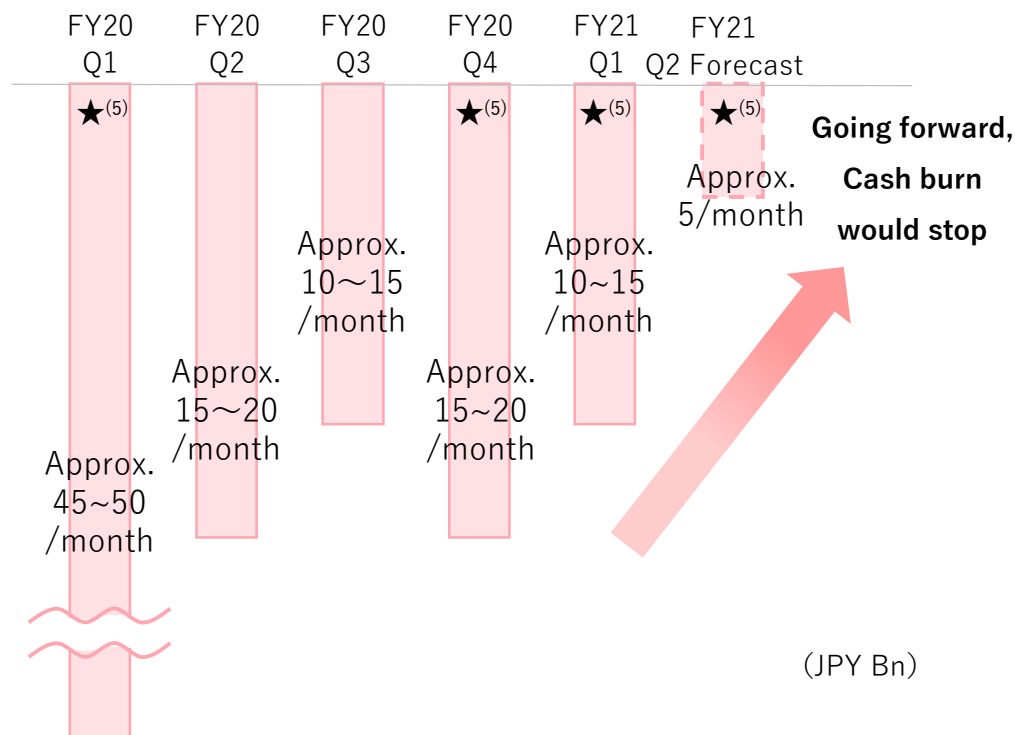 FY20
Q1
FY20
Q2
FY20
Q3
FY20
Q4
FY21
Q1
FY21
Q2 Forecast
★(5)
★(5)
★(5)
★(5)
Approx.
45~50
/month
Approx.
15～20
/month
Approx.
10～15
/month
Approx.
15~20
/month
Approx.
10~15
/month
Approx.
5/month
Going forward,
Cash burn
would stop
(JPY Bn)